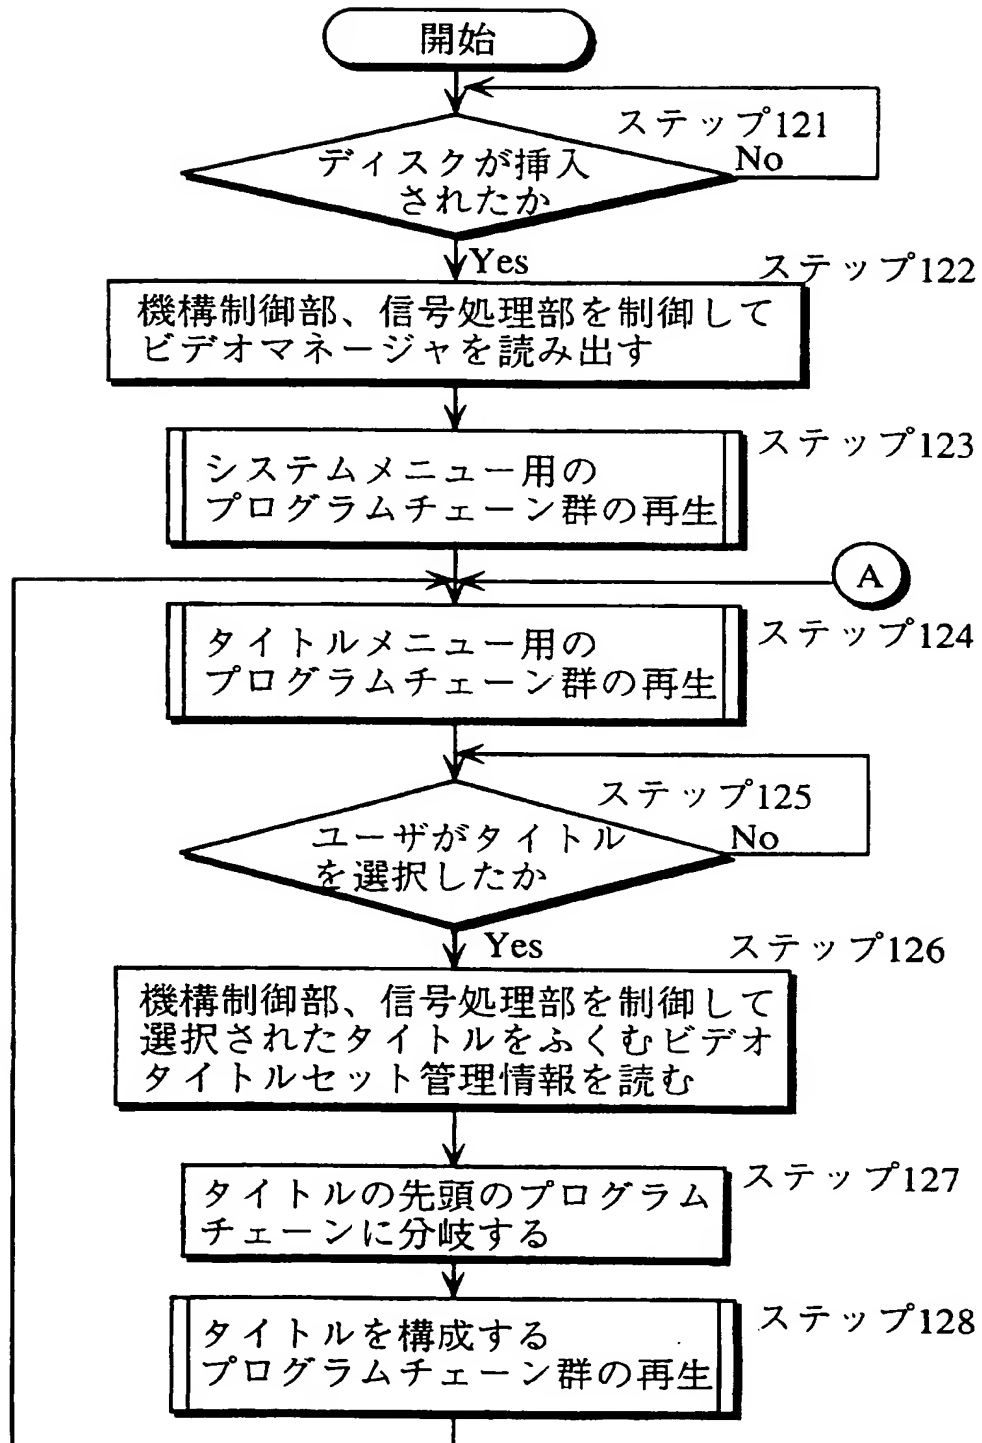 開始
ステップ121
ディスクが挿入
されたか
No
Yes
ステップ122
機構制御部、信号処理部を制御して
ビデオマネージャを読み出す
ステップ123
システムメニュー用の
プログラムチェーン群の再生
A
ステップ124
タイトルメニュー用の
プログラムチェーン群の再生
ステップ125
ユーザがタイトル
を選択したか
No
Yes
ステップ126
機構制御部、信号処理部を制御して
選択されたタイトルをふくむビデオ
タイトルセット管理情報を読む
ステップ127
タイトルの先頭のプログラム
チェーンに分岐する
ステップ128
タイトルを構成する
プログラムチェーン群の再生